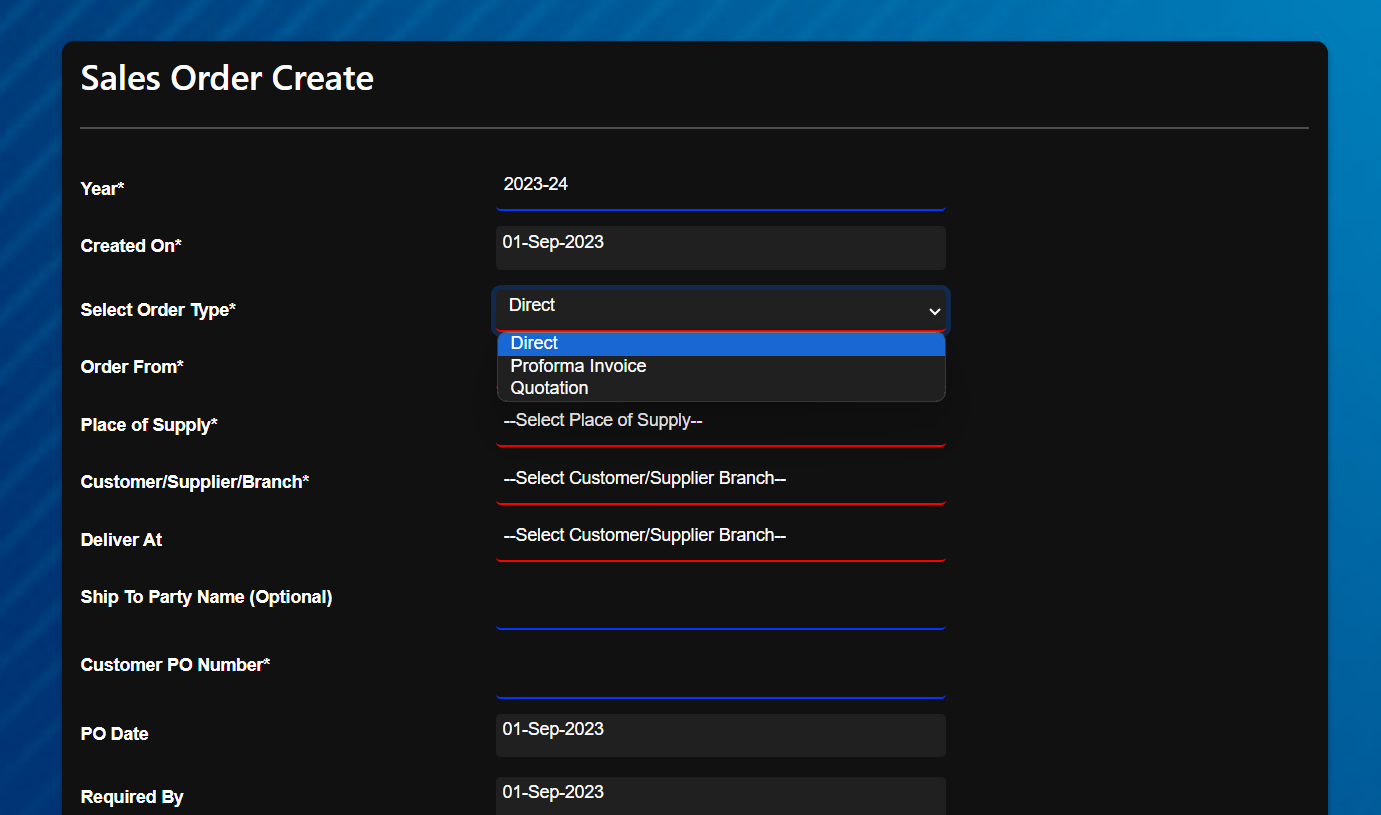 Sales Order Create
Year*
2023-24
Created On*
01-Sep-2023
Select Order Type*
Direct
Direct
Proforma Invoice
Quotation
Order From*
Place of Supply*
--Select Place of Supply--
Customer/Supplier/Branch*
--Select Customer/Supplier Branch--
Deliver At
--Select Customer/Supplier Branch--
Ship To Party Name (Optional)
Customer PO Number*
PO Date
01-Sep-2023
Required By
01-Sep-2023